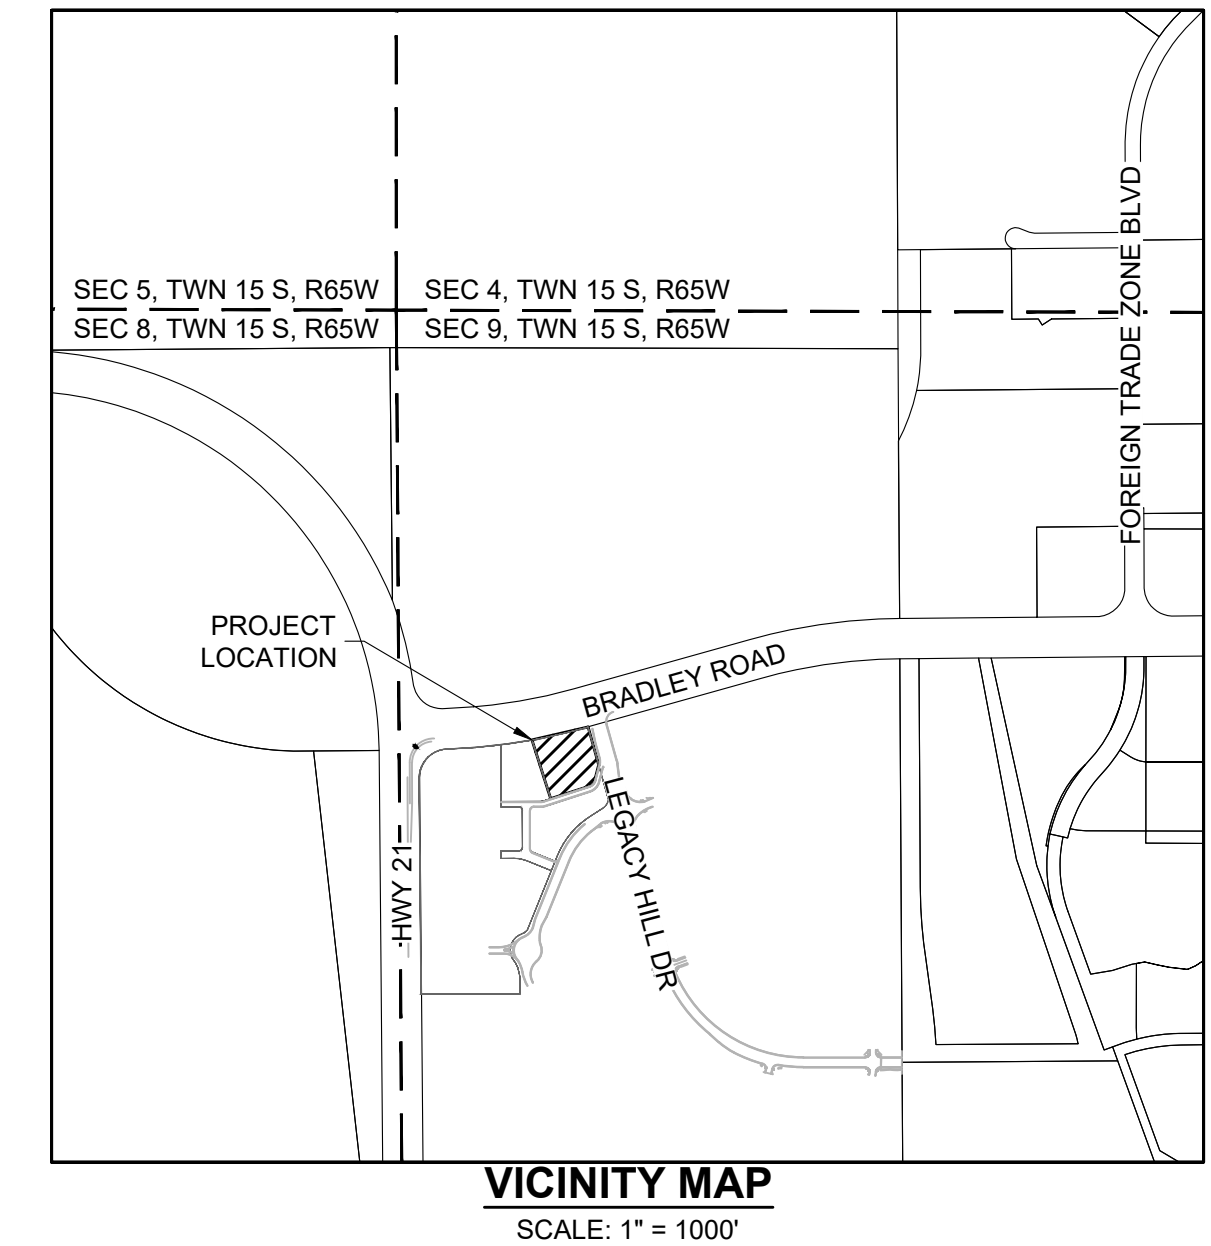 FOREIGN TRADE ZONE BLVD
SEC 5, TWN 15 S, R65W
SEC 4, TWN 15 S, R65W
SEC 8, TWN 15 S, R65W
SEC 9, TWN 15 S, R65W
PROJECT
LOCATION
BRADLEY ROAD
LEGACY HILL DR
HWY 21
VICINITY MAP
SCALE: 1" = 1000'